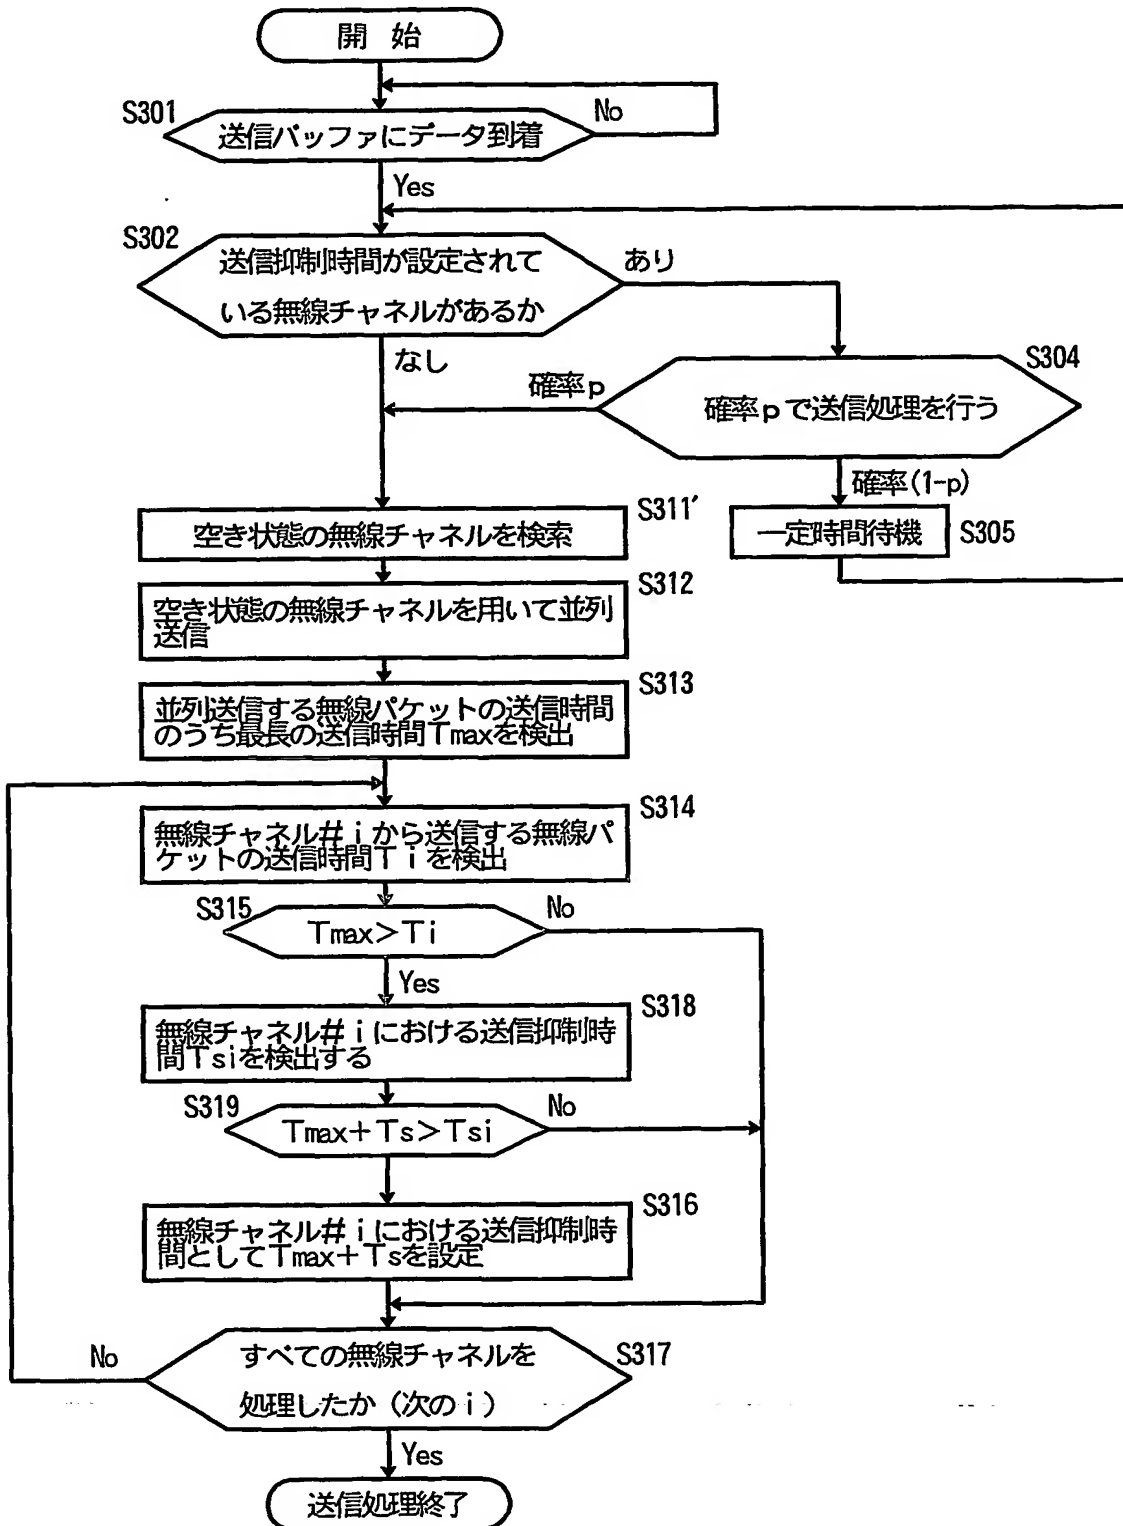 開 始
S301
送信バッファにデータ到着
No
Yes
S302
送信抑制時間が設定されて
いる無線チャネルがあるか
あり
なし
S304
確率p
確率pで送信処理を行う
確率(1-p)
S311′
空き状態の無線チャネルを検索
一定時間待機
S305
S312
空き状態の無線チャネルを用いて並列
送信
S313
並列送信する無線パケットの送信時間
のうち最長の送信時間Tmaxを検出
S314
無線チャネル#iから送信する無線パ
ケットの送信時間Tiを検出
S315
Tmax>Ti
No
Yes
S318
無線チャネル#iにおける送信抑制時
間Tsiを検出する
S319
Tmax+Ts>Tsi
No
S316
無線チャネル#iにおける送信抑制時
間としてTmax+Tsを設定
No
すべての無線チャネルを
処理したか(次のi)
S317
Yes
送信処理終了